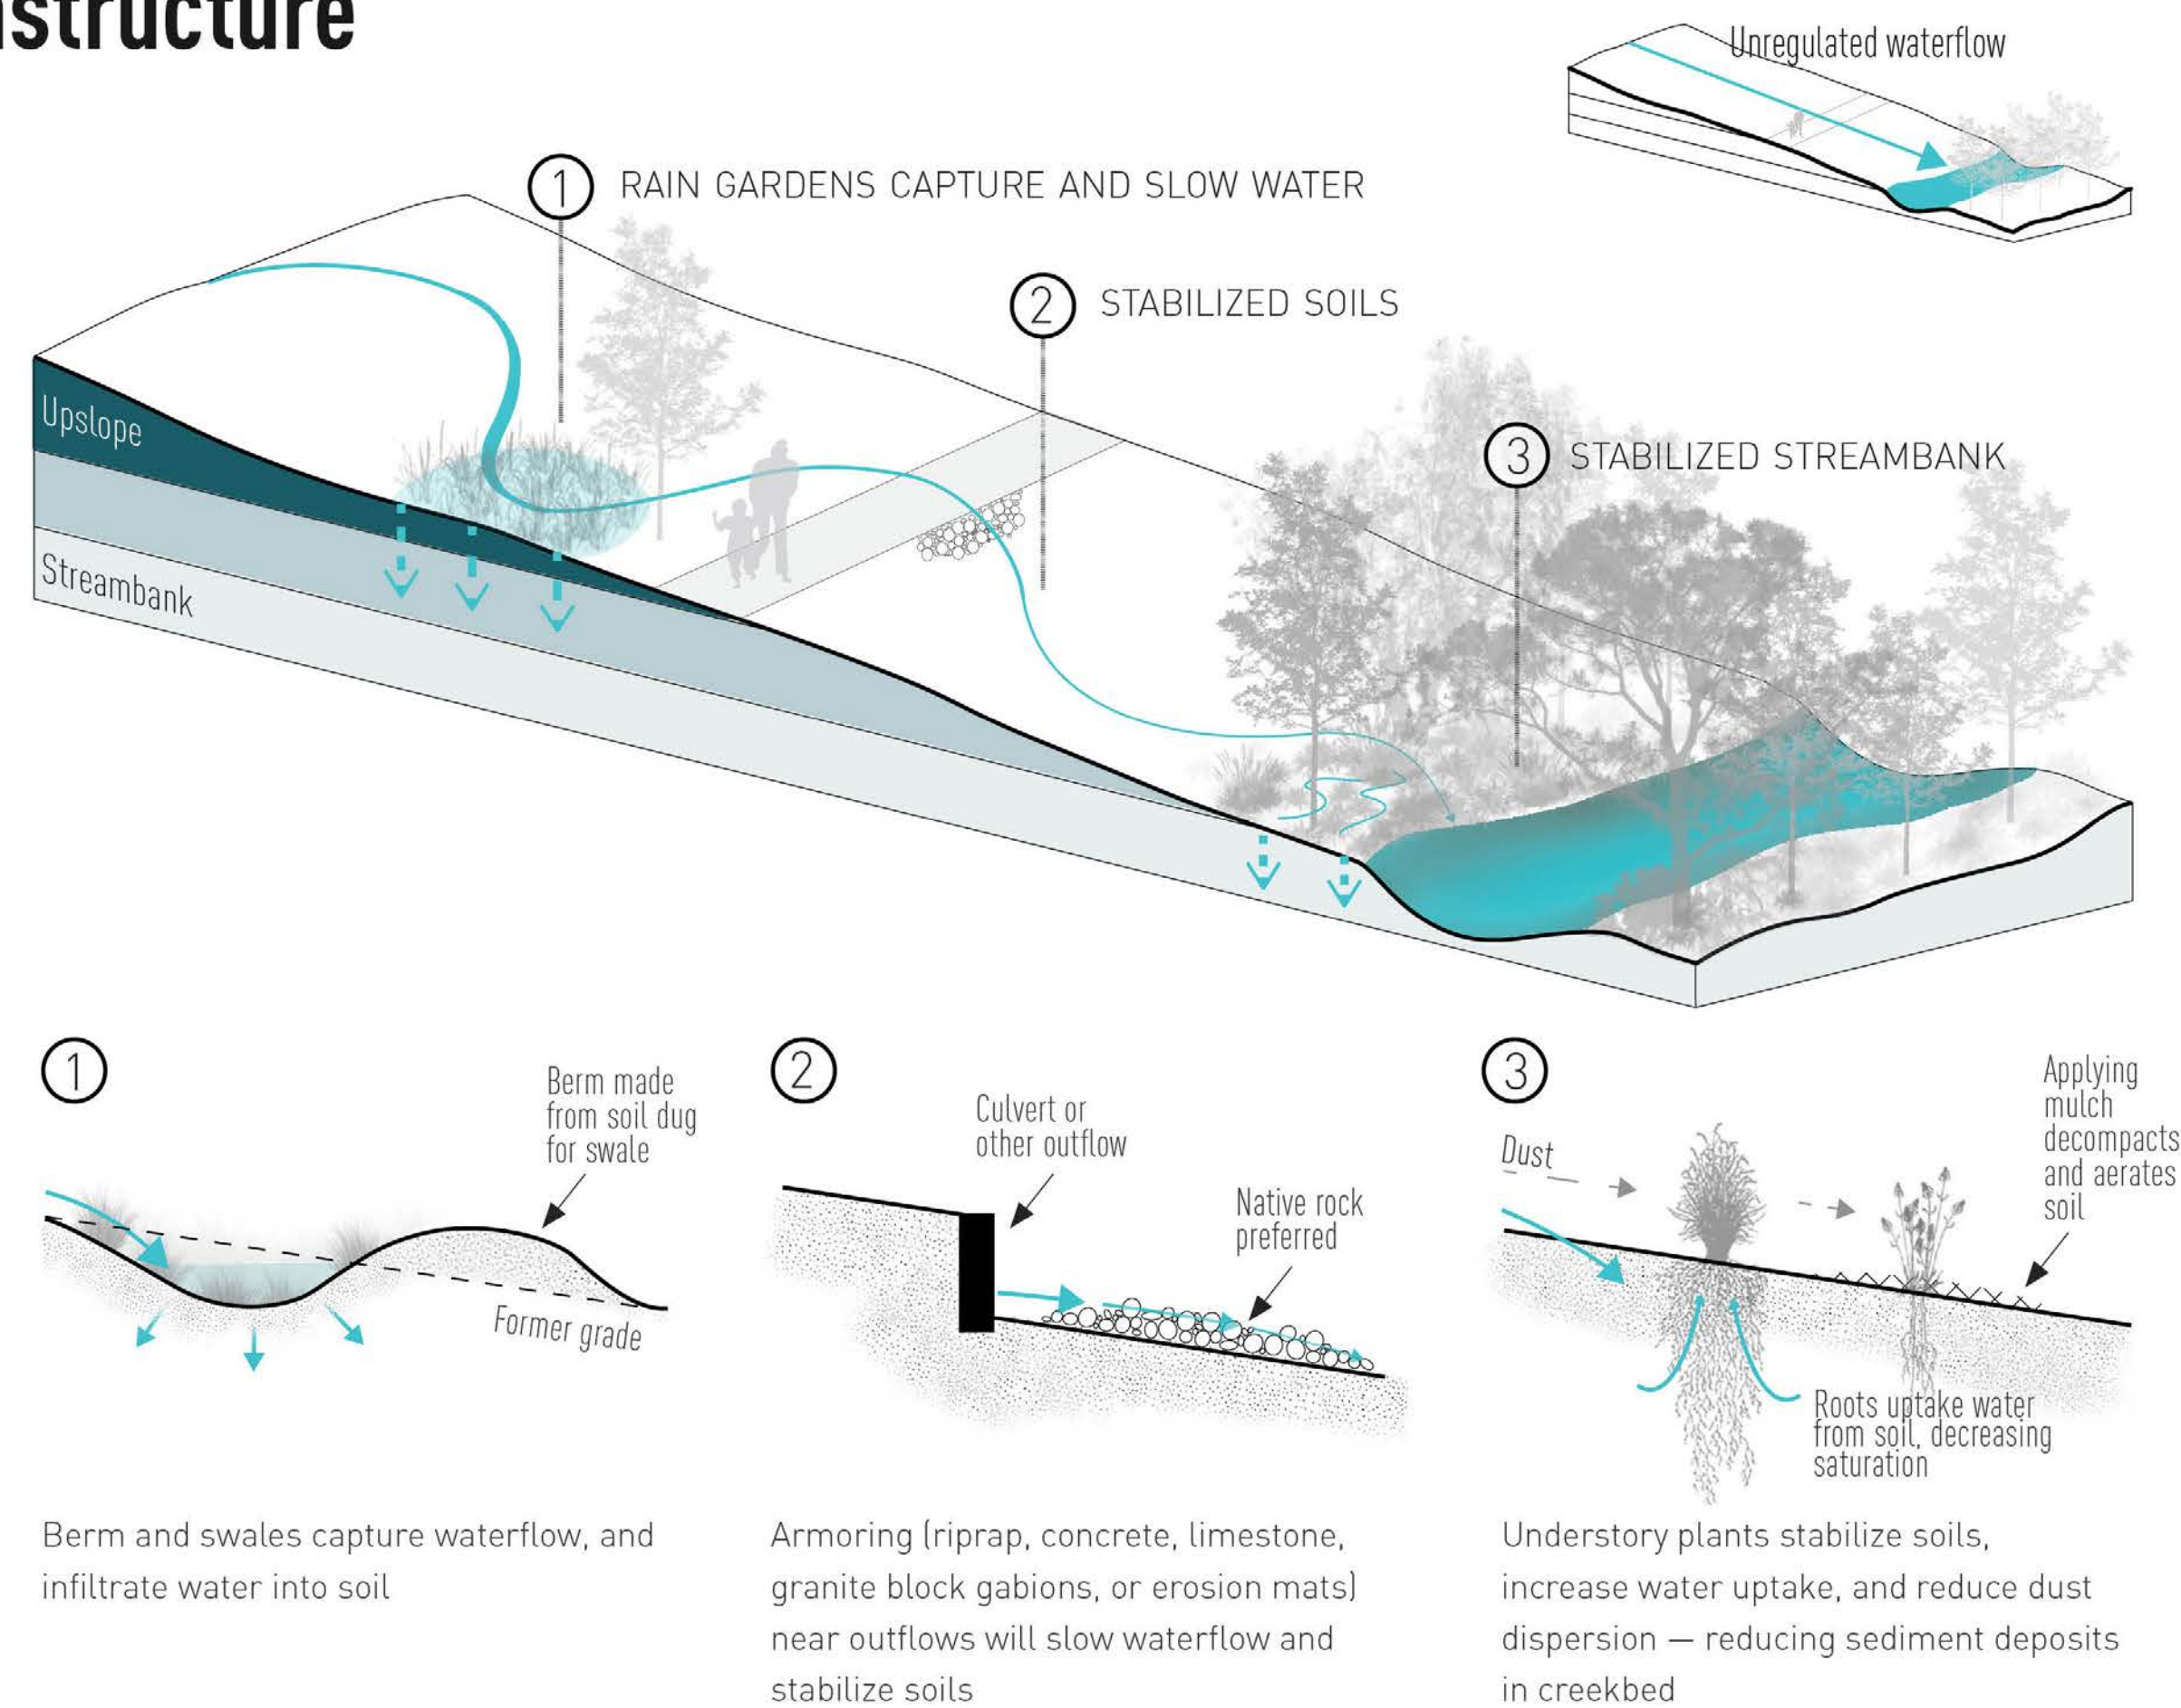 Unregulated waterflow
1 RAIN GARDENS CAPTURE AND SLOW WATER
2 STABILIZED SOILS
3 STABILIZED STREAMBANK
Upslope
Streambank
1
Berm made
from soil dug
for swale
Former grade
Berm and swales capture waterflow, and
infiltrate water into soil
2
Culvert or
other outflow
Native rock
preferred
Armoring (riprap, concrete, limestone,
granite block gabions, or erosion mats)
near outflows will slow waterflow and
stabilize soils
3
Dust
Applying
mulch
decompacts
and aerates
soil
Roots uptake water
from soil, decreasing
saturation
Understory plants stabilize soils,
increase water uptake, and reduce dust
dispersion — reducing sediment deposits
in creekbed